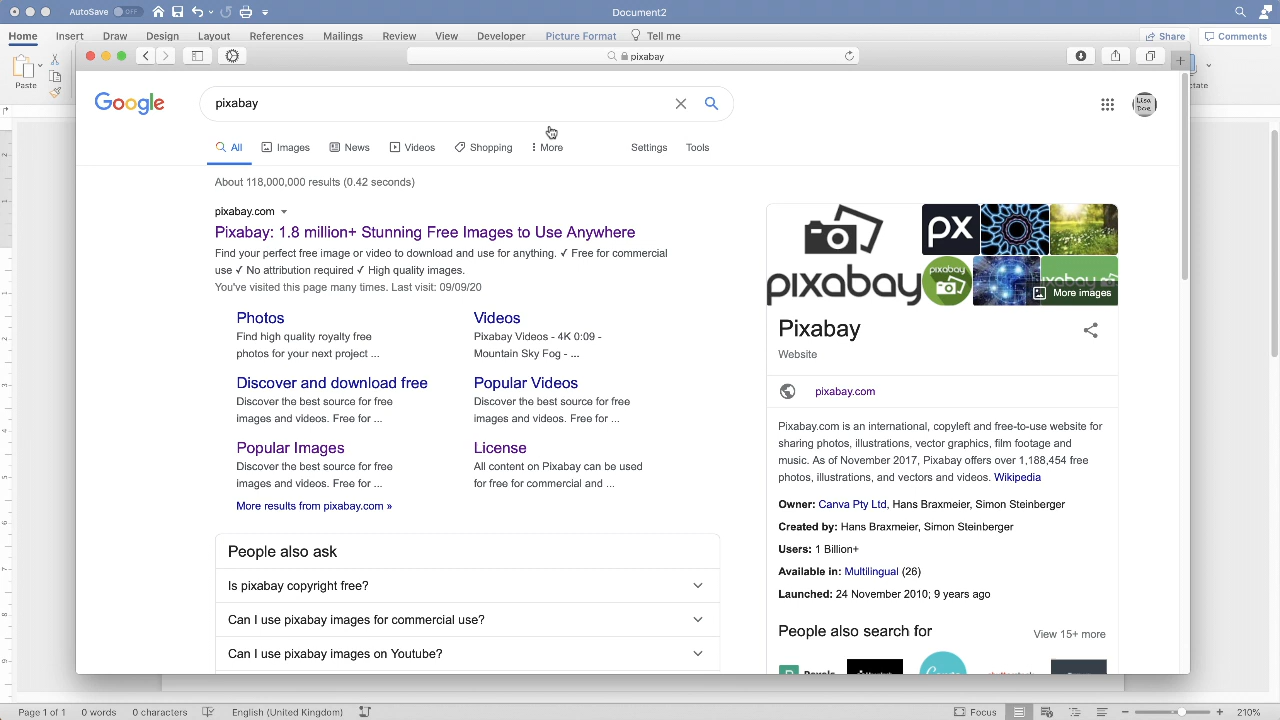 AutoSave OFF Document2
Home Insert Draw Design Layout References Mailings Review View Developer Picture Format Tell me Share Comments
pixabay
Paste
Google pixabay Lisa Doe
All Images News Videos Shopping More Settings Tools
About 118,000,000 results (0.42 seconds)
pixabay.com
Pixabay: 1.8 million+ Stunning Free Images to Use Anywhere
Find your perfect free image or video to download and use for anything. ✓ Free for commercial
use ✓ No attribution required ✓ High quality images.
You've visited this page many times. Last visit: 09/09/20
Photos
Find high quality royalty free
photos for your next project ...
Videos
Pixabay Videos - 4K 0:09 -
Mountain Sky Fog - ...
Discover and download free
Discover the best source for free
images and videos. Free for ...
Popular Videos
Discover the best source for free
images and videos. Free for ...
Popular Images
Discover the best source for free
images and videos. Free for ...
License
All content on Pixabay can be used
for free for commercial and ...
More results from pixabay.com »
People also ask
Is pixabay copyright free?
Can I use pixabay images for commercial use?
Can I use pixabay images on Youtube?
pixabay
px
pixabay
pixabay
More images
Pixabay
Website
pixabay.com
Pixabay.com is an international, copyleft and free-to-use website for
sharing photos, illustrations, vector graphics, film footage and
music. As of November 2017, Pixabay offers over 1,188,454 free
photos, illustrations, and vectors and videos. Wikipedia
Owner: Canva Pty Ltd, Hans Braxmeier, Simon Steinberger
Created by: Hans Braxmeier, Simon Steinberger
Users: 1 Billion+
Available in: Multilingual (26)
Launched: 24 November 2010; 9 years ago
People also search for View 15+ more
Page 1 of 1 0 words 0 characters English (United Kingdom) Focus 210%